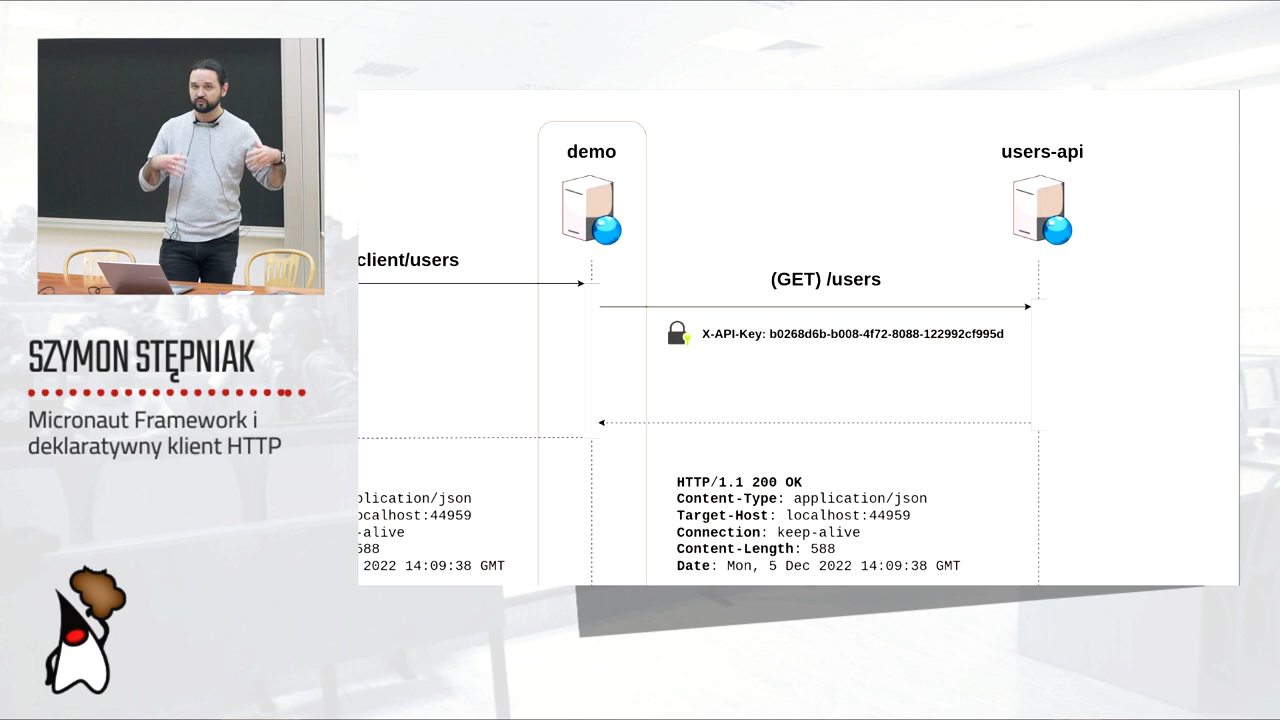 SZYMON STĘPNIAK
Micronaut Framework i
deklaratywny klient HTTP
demo
users-api
client/users
(GET) /users
X-API-Key: b0268d6b-b008-4f72-8088-122992cf995d
plication/json
ocalhost:44959
-alive
588
2022 14:09:38 GMT
HTTP/1.1 200 OK
Content-Type: application/json
Target-Host: localhost:44959
Connection: keep-alive
Content-Length: 588
Date: Mon, 5 Dec 2022 14:09:38 GMT